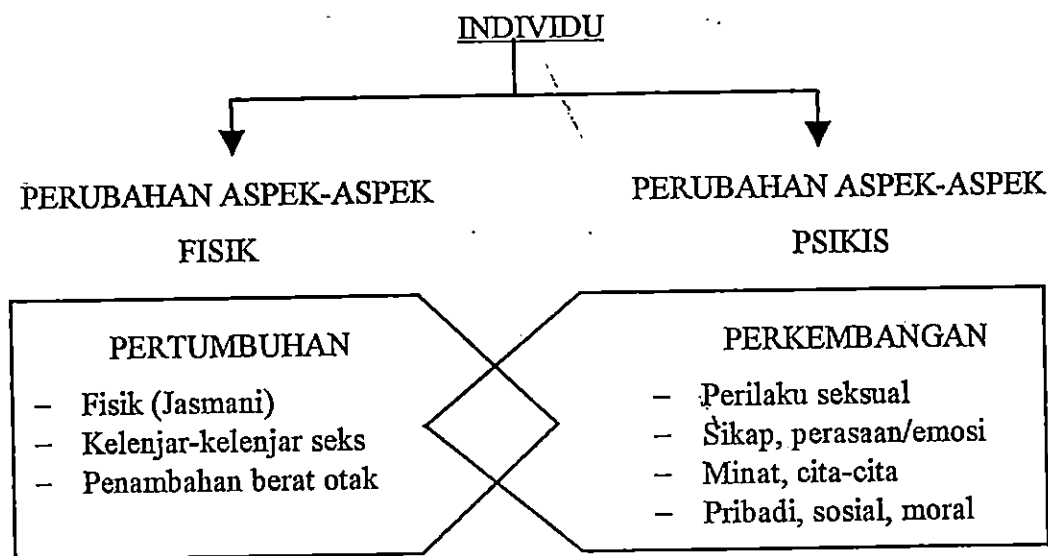 INDIVIDU
PERUBAHAN ASPEK-ASPEK
FISIK
PERUBAHAN ASPEK-ASPEK
PSIKIS
PERTUMBUHAN
– Fisik (Jasmani)
– Kelenjar-kelenjar seks
– Penambahan berat otak
PERKEMBANGAN
– Perilaku seksual
– Sikap, perasaan/emosi
– Minat, cita-cita
– Pribadi, sosial, moral